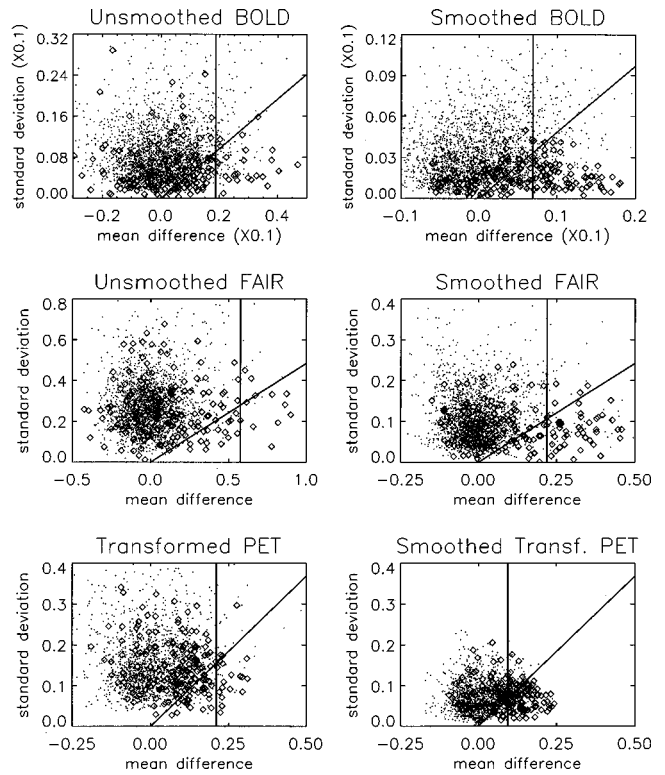 Unsmoothed BOLD
standard deviation (X0.1)
0.32
0.24
0.16
0.08
0.00
-0.2 0.0 0.2 0.4
mean difference (X0.1)
Smoothed BOLD
standard deviation (X0.1)
0.12
0.09
0.06
0.03
0.00
-0.1 0.0 0.1 0.2
mean difference (X0.1)
Unsmoothed FAIR
standard deviation
0.8
0.6
0.4
0.2
0.0
-0.5 0.0 0.5 1.0
mean difference
Smoothed FAIR
standard deviation
0.4
0.3
0.2
0.1
0.0
-0.25 0.00 0.25 0.50
mean difference
Transformed PET
standard deviation
0.4
0.3
0.2
0.1
0.0
-0.25 0.00 0.25 0.50
mean difference
Smoothed Transf. PET
standard deviation
0.4
0.3
0.2
0.1
0.0
-0.25 0.00 0.25 0.50
mean difference